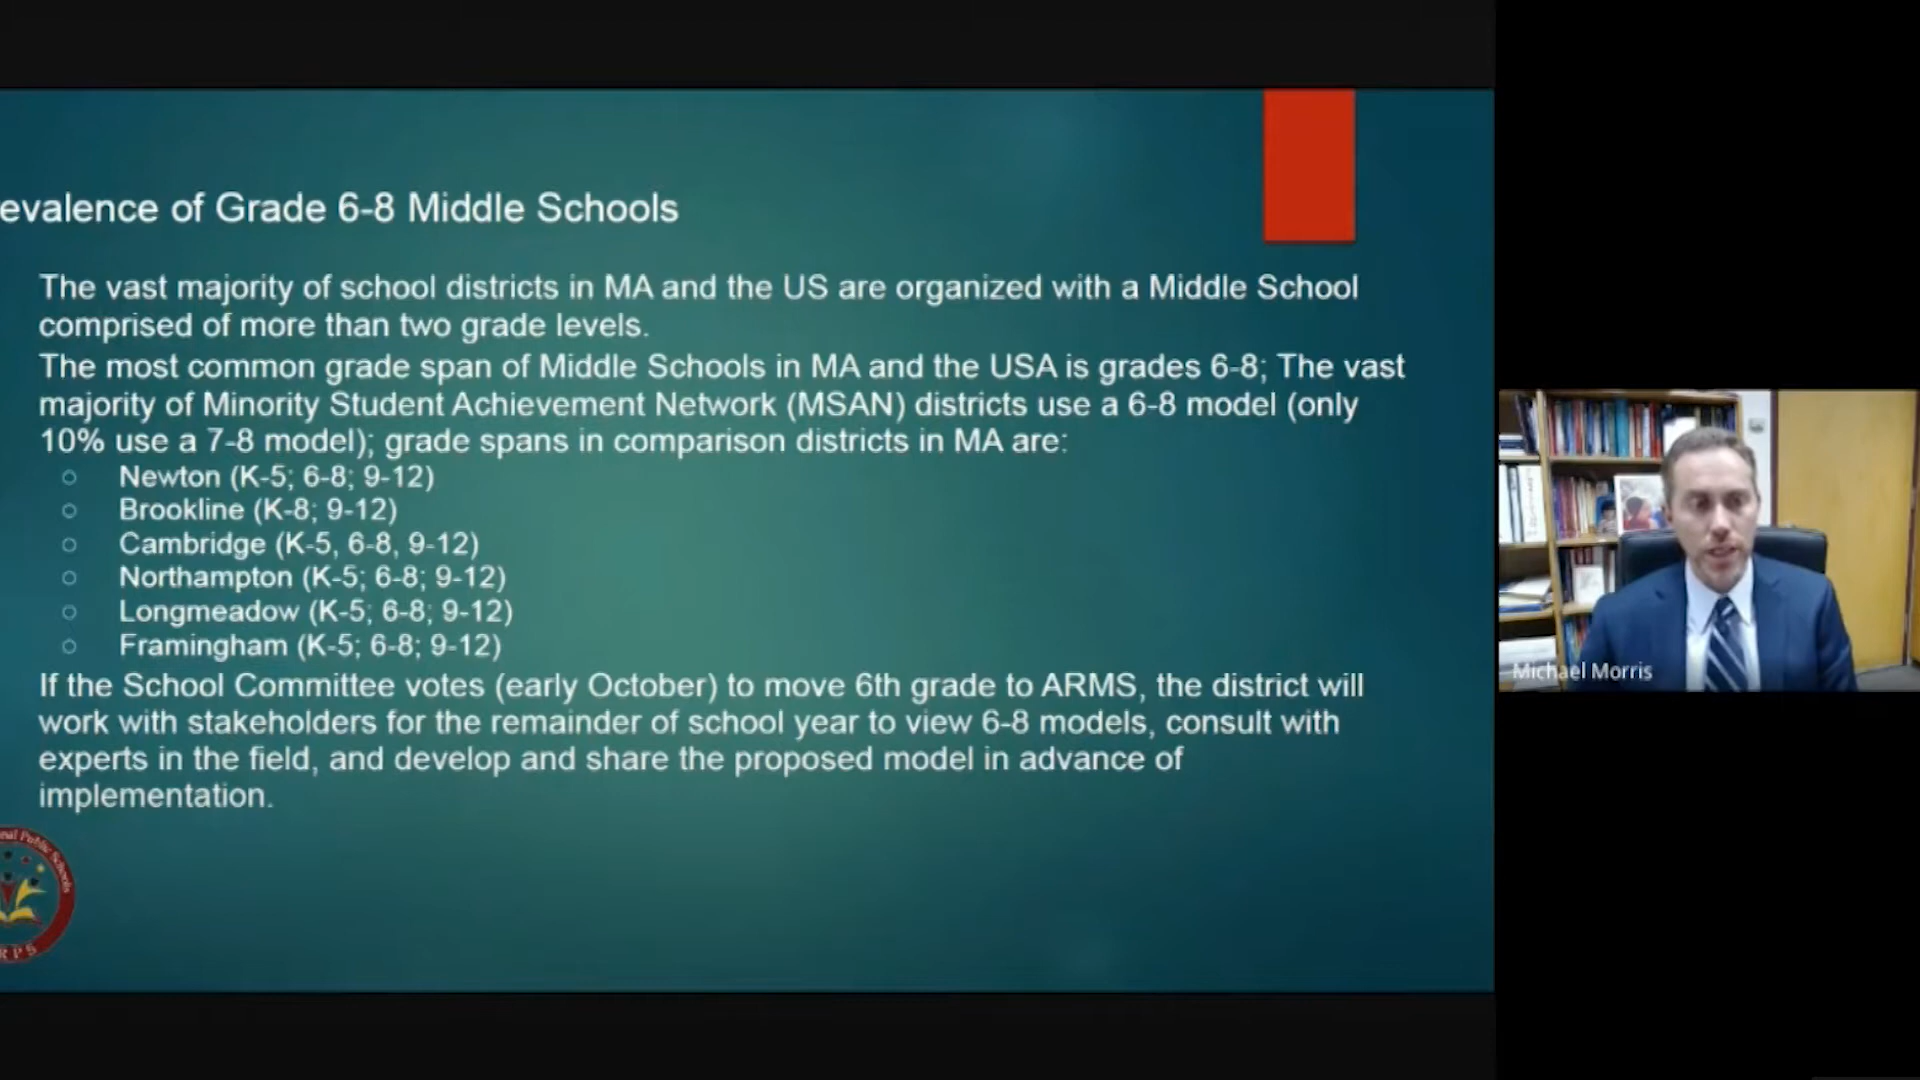 evalence of Grade 6-8 Middle Schools
The vast majority of school districts in MA and the US are organized with a Middle School
comprised of more than two grade levels.
The most common grade span of Middle Schools in MA and the USA is grades 6-8; The vast
majority of Minority Student Achievement Network (MSAN) districts use a 6-8 model (only
10% use a 7-8 model); grade spans in comparison districts in MA are:
Newton (K-5; 6-8; 9-12)
Brookline (K-8; 9-12)
Cambridge (K-5, 6-8, 9-12)
Northampton (K-5; 6-8; 9-12)
Longmeadow (K-5; 6-8; 9-12)
Framingham (K-5; 6-8; 9-12)
If the School Committee votes (early October) to move 6th grade to ARMS, the district will
work with stakeholders for the remainder of school year to view 6-8 models, consult with
experts in the field, and develop and share the proposed model in advance of
implementation.
nal Public Schools
RPS
Michael Morris